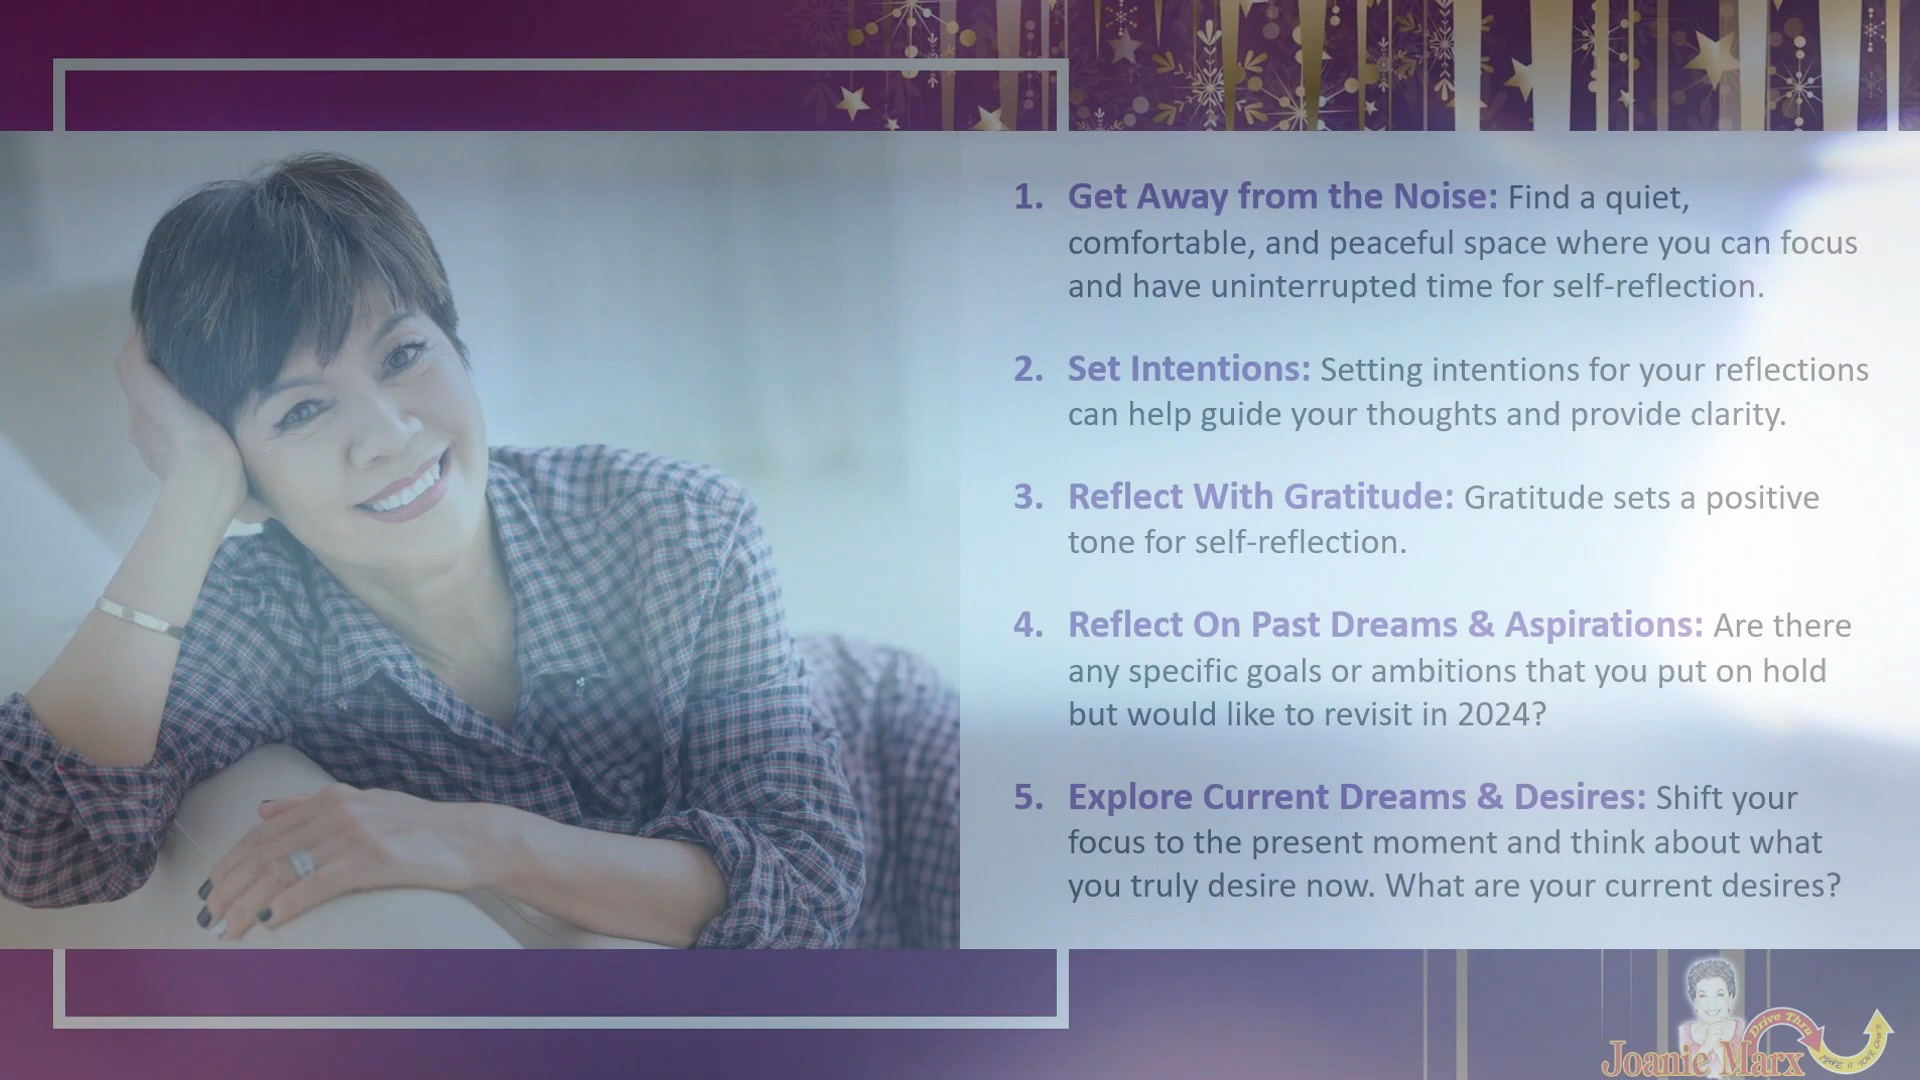 1. Get Away from the Noise: Find a quiet,
comfortable, and peaceful space where you can focus
and have uninterrupted time for self-reflection.
2. Set Intentions: Setting intentions for your reflections
can help guide your thoughts and provide clarity.
3. Reflect With Gratitude: Gratitude sets a positive
tone for self-reflection.
4. Reflect On Past Dreams & Aspirations: Are there
any specific goals or ambitions that you put on hold
but would like to revisit in 2024?
5. Explore Current Dreams & Desires: Shift your
focus to the present moment and think about what
you truly desire now. What are your current desires?
Drive Thru
MAKE IT YOUR OWN
Joanie Marx